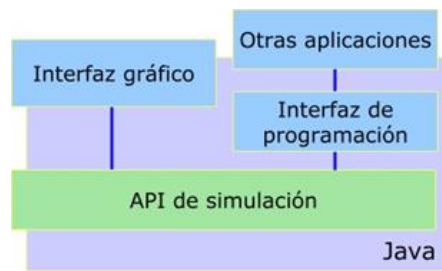 Interfaz gráfico
Otras aplicaciones
Interfaz de
programación
API de simulación
Java